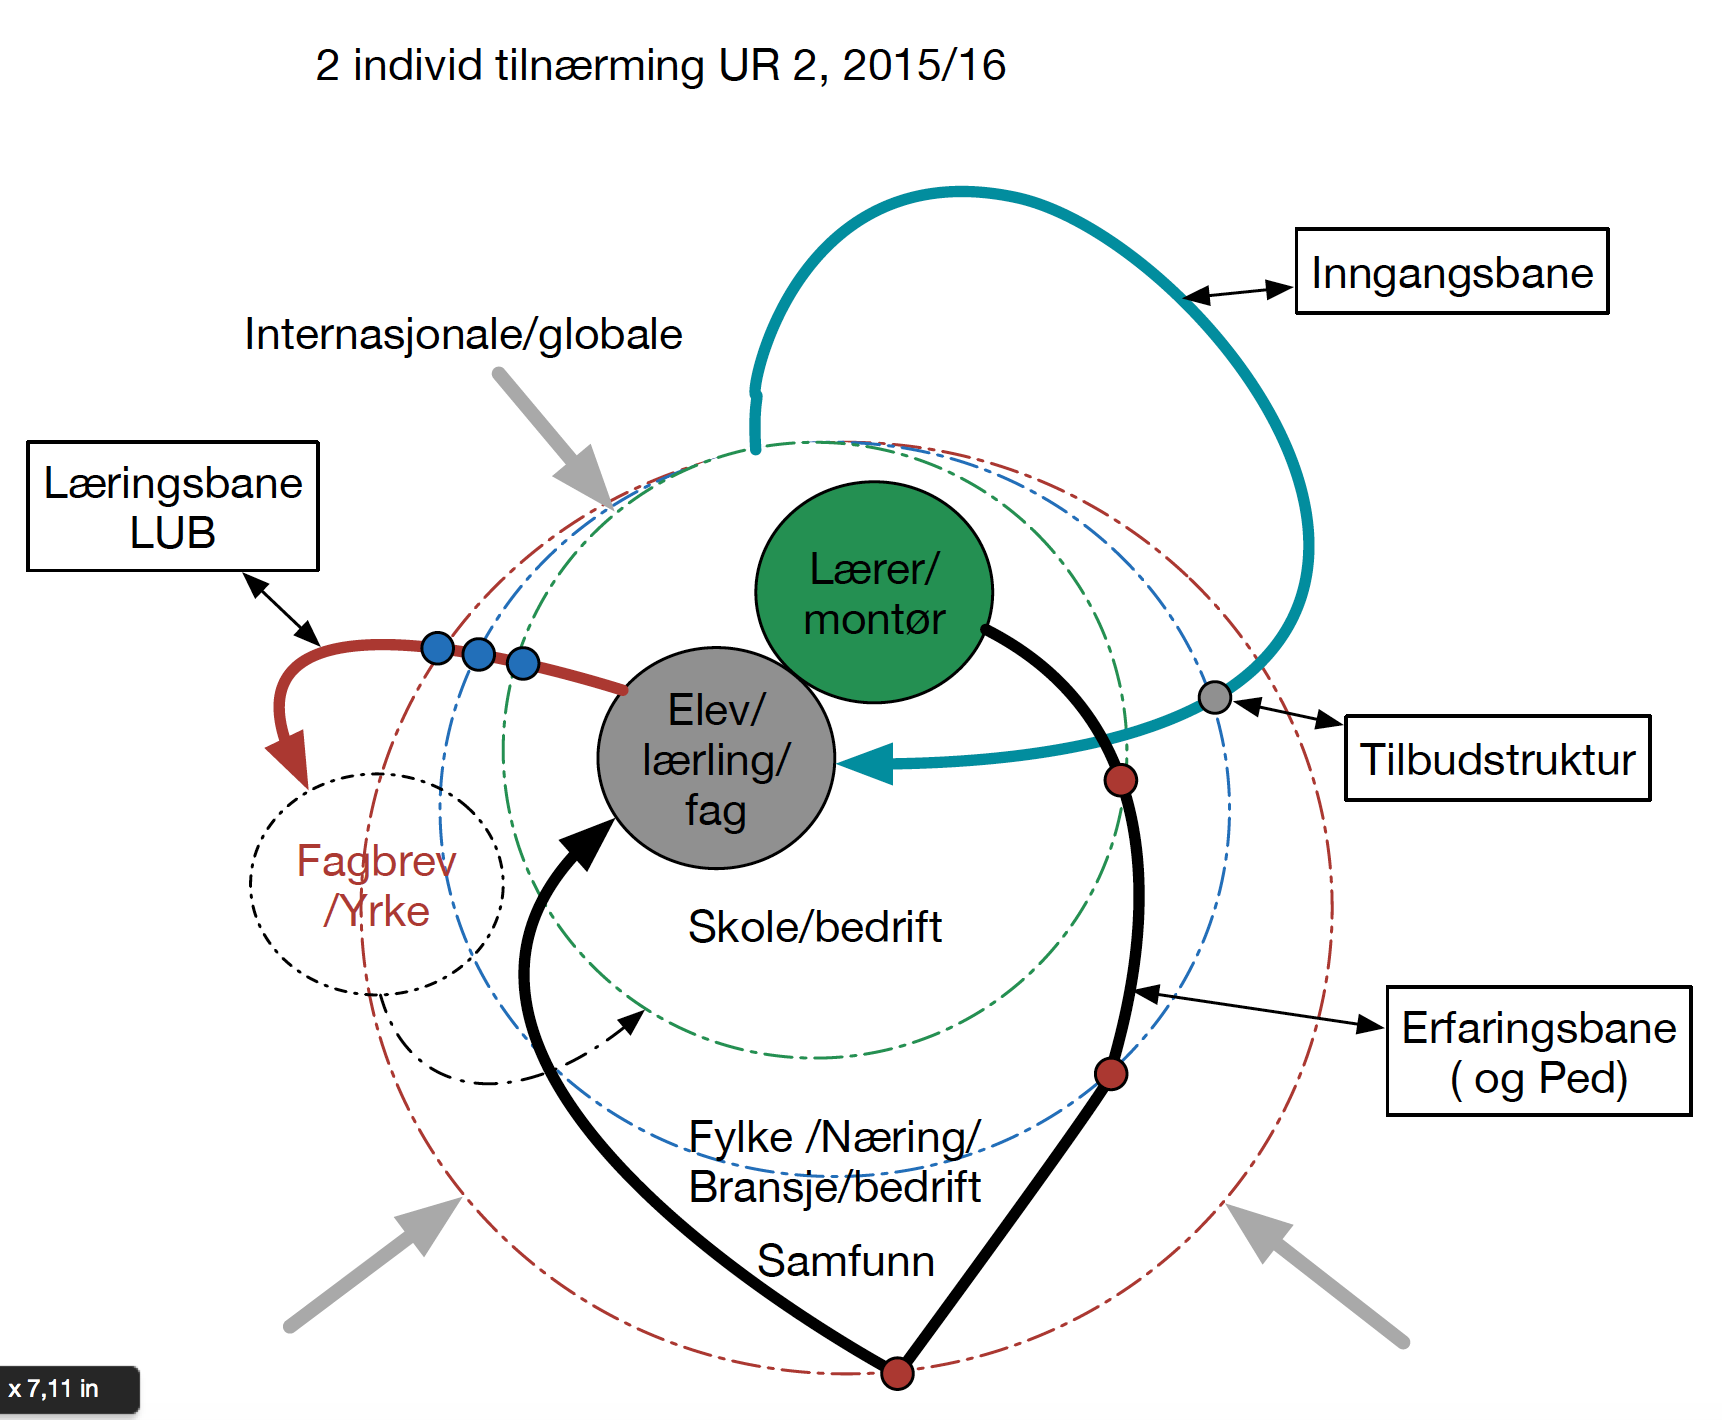 2 individ tilnærming UR 2, 2015/16
Inngangsbane
Internasjonale/globale
Læringsbane
LUB
Lærer/
montør
Elev/
lærling/
fag
Tilbudstruktur
Fagbrev
/Yrke
Skole/bedrift
Erfaringsbane
( og Ped)
Fylke /Næring/
Bransje/bedrift
Samfunn
x 7,11 in